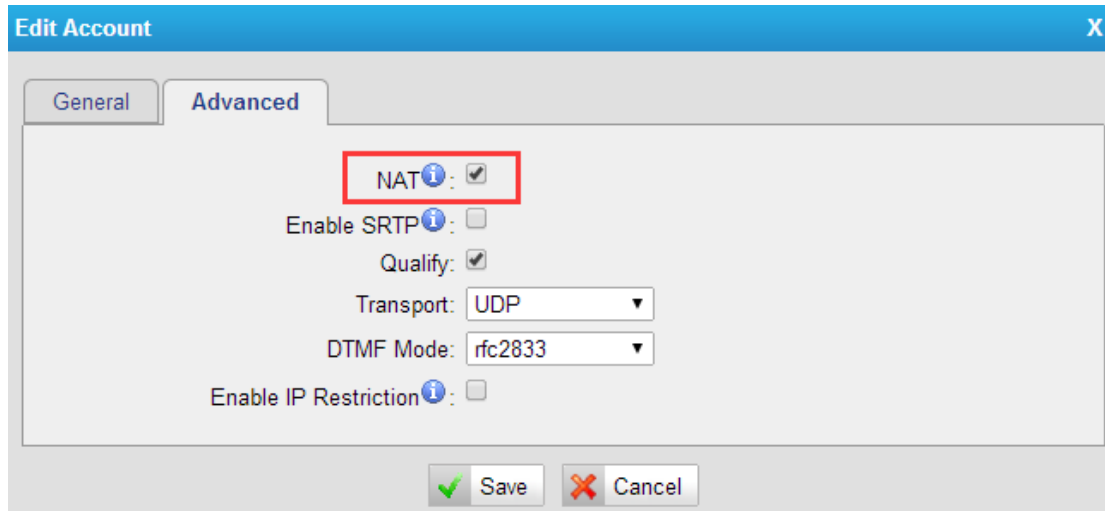 Edit Account X
General Advanced
NAT i :
Enable SRTP i :
Qualify:
Transport: UDP
DTMF Mode: rfc2833
Enable IP Restriction i :
Save Cancel